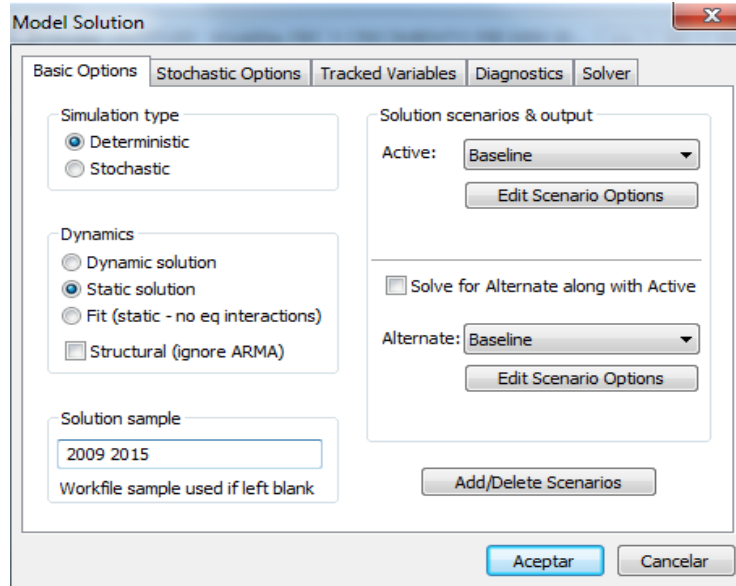 Model Solution
X
Basic Options Stochastic Options Tracked Variables Diagnostics Solver
Simulation type
Deterministic
Stochastic
Dynamics
Dynamic solution
Static solution
Fit (static - no eq interactions)
Structural (ignore ARMA)
Solution sample
2009 2015
Workfile sample used if left blank
Solution scenarios & output
Active: Baseline
Edit Scenario Options
Solve for Alternate along with Active
Alternate: Baseline
Edit Scenario Options
Add/Delete Scenarios
Aceptar Cancelar